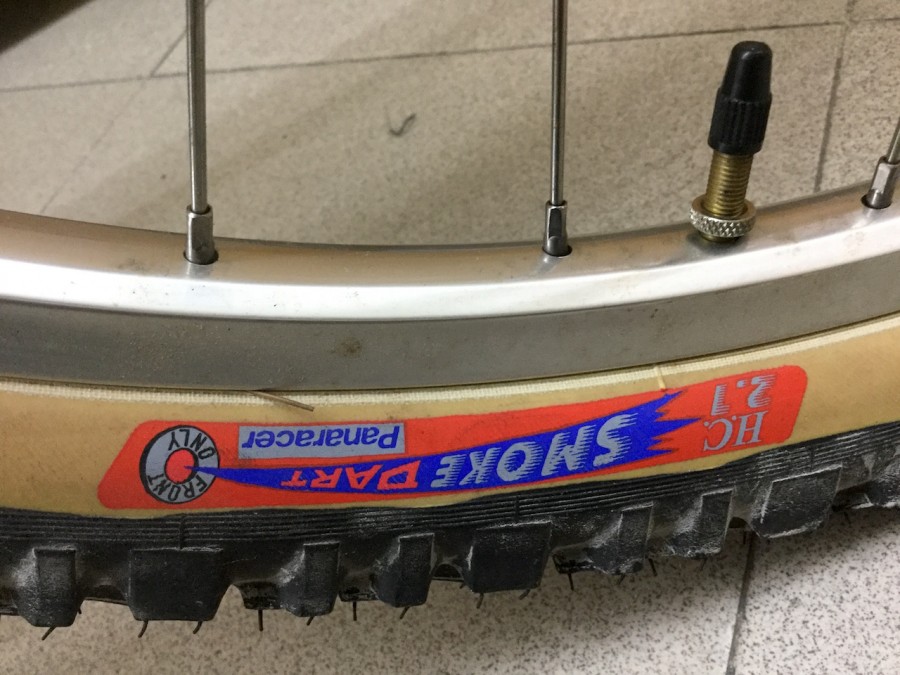 H.C.
2.1
SMOKE DART
Panaracer
FRONT ONLY